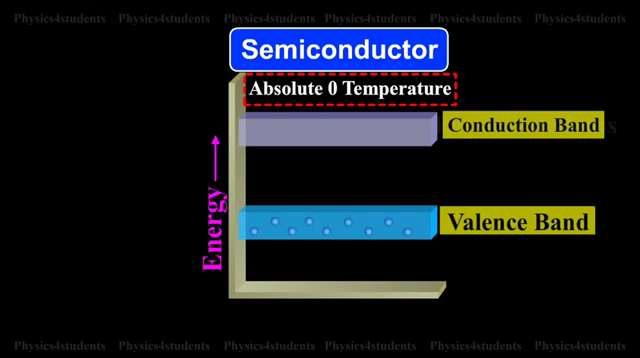 Physics4students Physics4students Physics4students Physics4students Physics4students Physics4students
Semiconductor
Absolute 0 Temperature
Conduction Band
Energy
Valence Band
Physics4students Physics4students Physics4students Physics4students Physics4students Physics4students